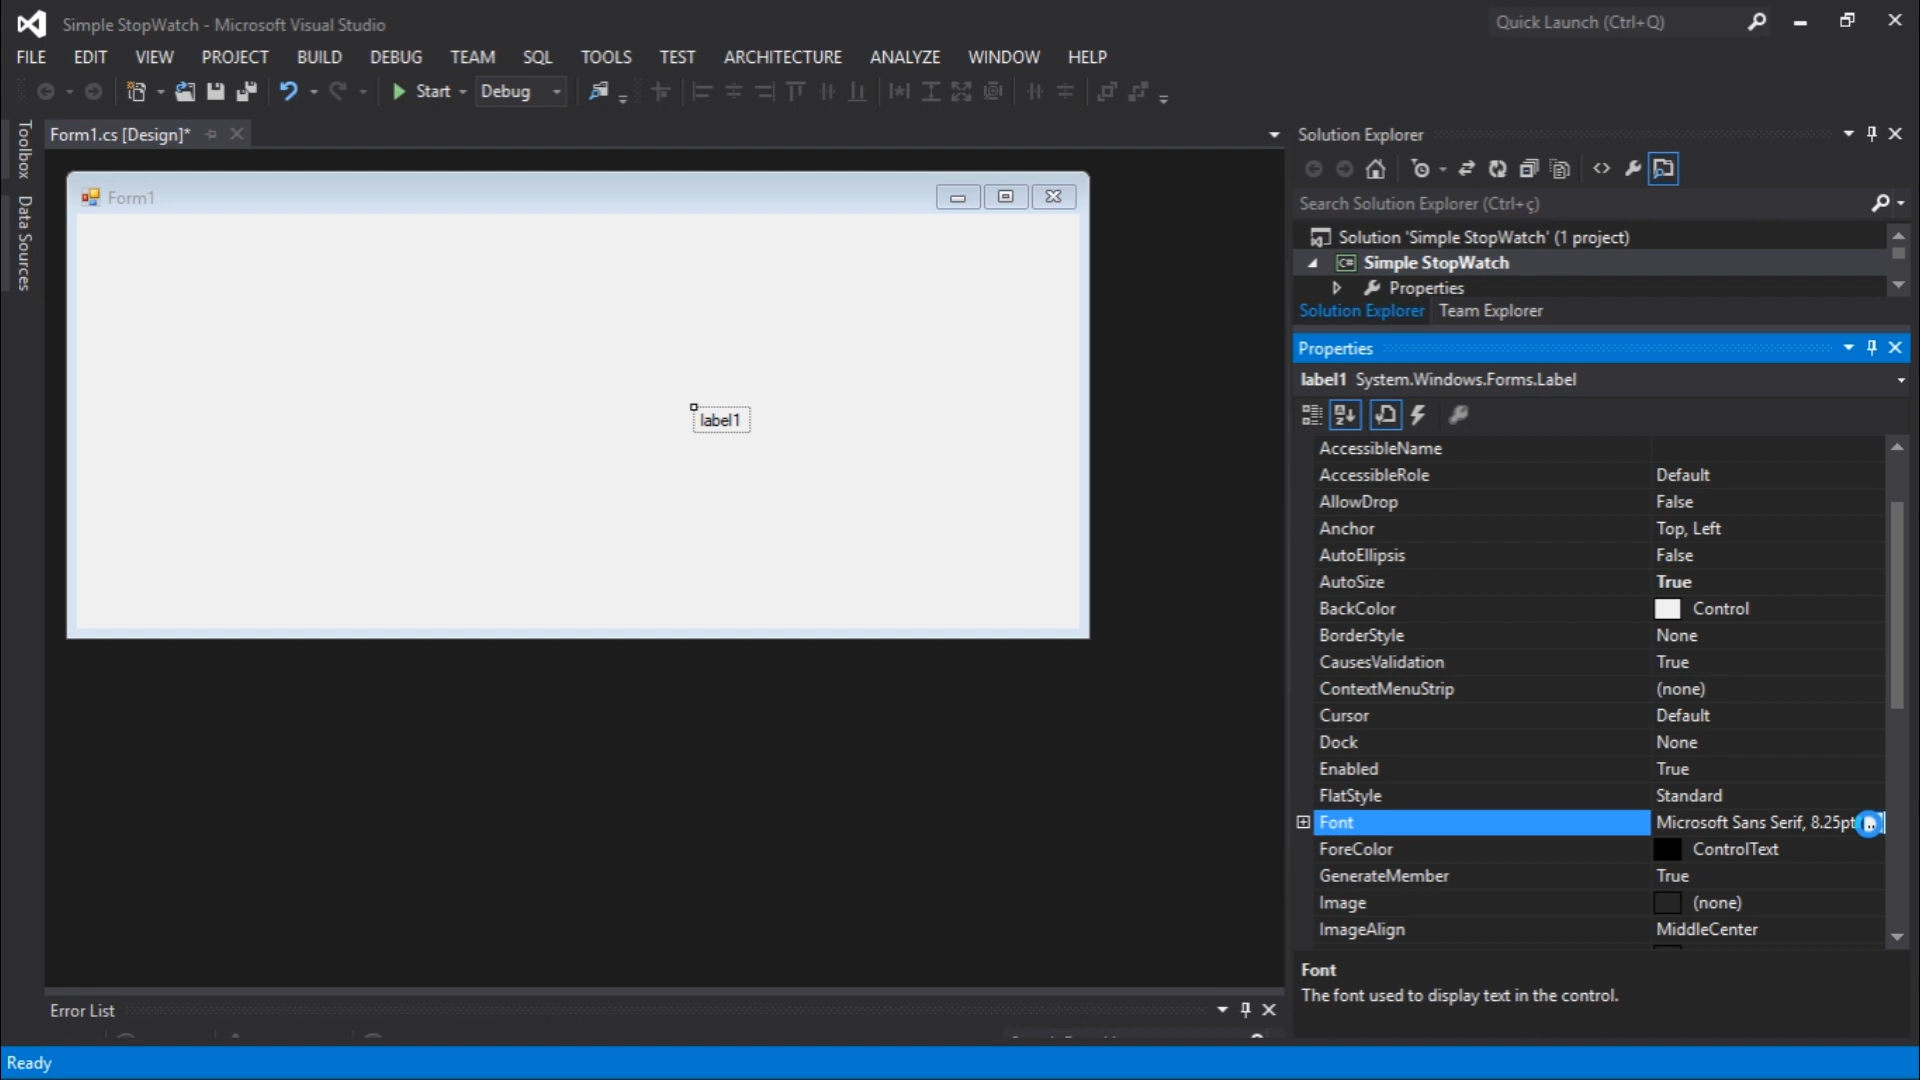 Simple StopWatch - Microsoft Visual Studio
Quick Launch (Ctrl+Q)
FILE EDIT VIEW PROJECT BUILD DEBUG TEAM SQL TOOLS TEST ARCHITECTURE ANALYZE WINDOW HELP
Start Debug
Toolbox
Data Sources
Form1.cs [Design]*
Form1
label1
Error List
Ready
Solution Explorer
Search Solution Explorer (Ctrl+ç)
Solution 'Simple StopWatch' (1 project)
C# Simple StopWatch
Properties
Solution Explorer Team Explorer
Properties
label1 System.Windows.Forms.Label
AccessibleName
AccessibleRole Default
AllowDrop False
Anchor Top, Left
AutoEllipsis False
AutoSize True
BackColor Control
BorderStyle None
CausesValidation True
ContextMenuStrip (none)
Cursor Default
Dock None
Enabled True
FlatStyle Standard
Font Microsoft Sans Serif, 8.25pt
ForeColor ControlText
GenerateMember True
Image (none)
ImageAlign MiddleCenter
Font
The font used to display text in the control.